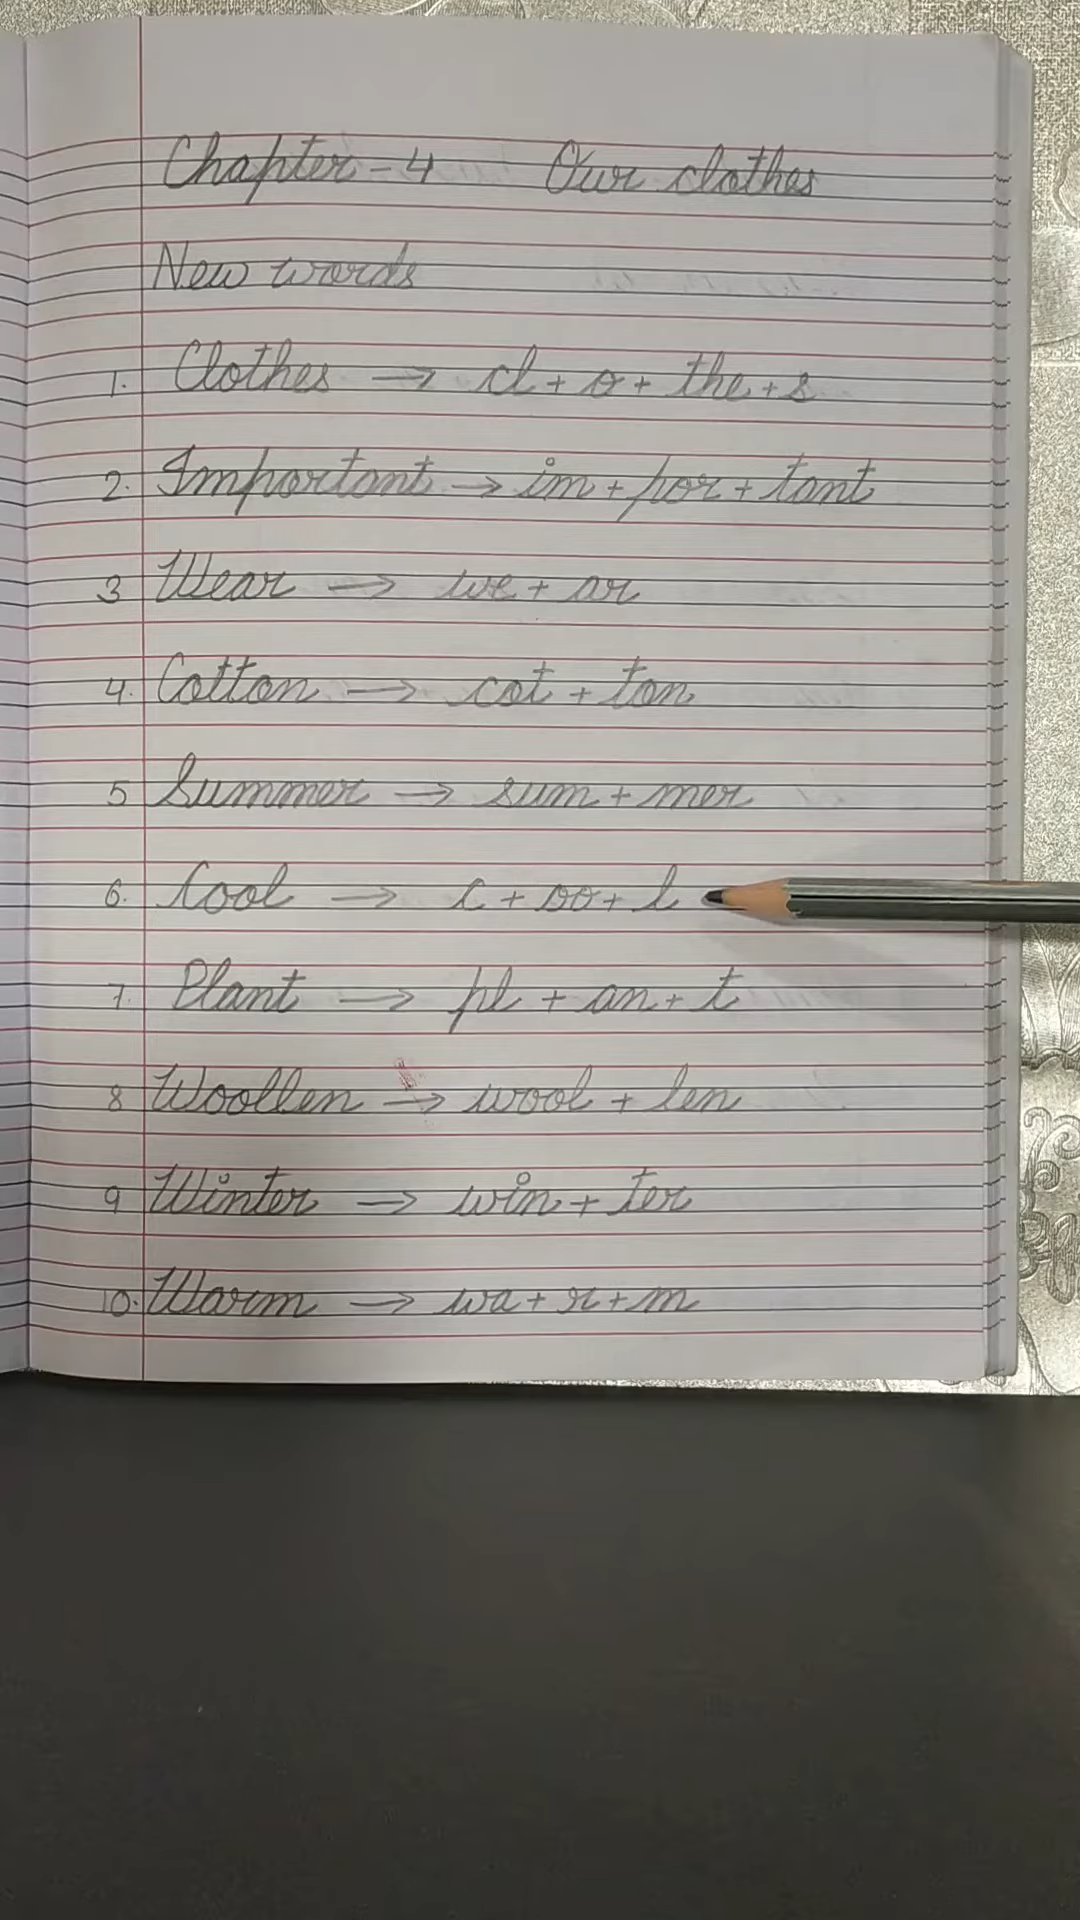 Chapter - 4 Our clothes
New words
1. Clothes → cl + o + the + s
2. Important → im + por + tant
3 Wear → we + ar
4. Cotton → cot + ton
5 Summer → sum + mer
6. Cool → c + oo + l
7. Plant → pl + an + t
8 Woollen → wool + len
9 Winter → win + ter
10. Warm → wa + r + m